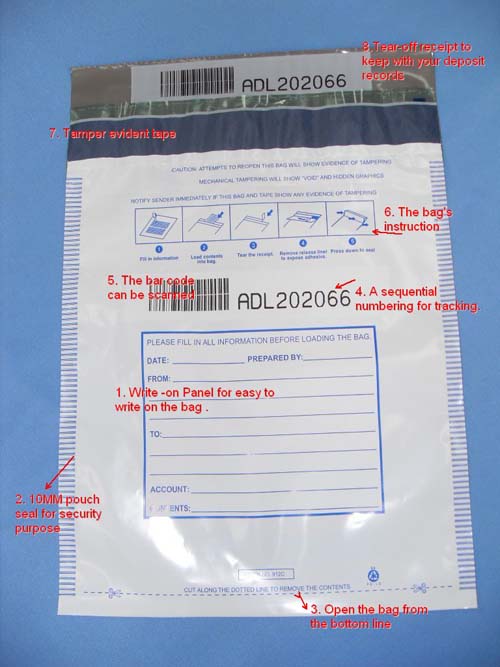 8.Tear-off receipt to
keep with your deposit
records
ADL202066
7. Tamper evident tape
CAUTION: ATTEMPTS TO REOPEN THIS BAG WILL SHOW EVIDENCE OF TAMPERING
MECHANICAL TAMPERING WILL SHOW "VOID" AND HIDDEN GRAPHICS
NOTIFY SENDER IMMEDIATELY IF THIS BAG AND TAPE SHOW ANY EVIDENCE OF TAMPERING
6. The bag's
instruction
1 2 3 4 5
Fill in information Load contents into bag. Tear the receipt. Remove release liner to expose adhesive. Press down to seal
5. The bar code
can be scanned
ADL202066
4. A sequential
numbering for tracking.
PLEASE FILL IN ALL INFORMATION BEFORE LOADING THE BAG.
DATE: PREPARED BY:
FROM:
1. Write -on Panel for easy to
write on the bag .
TO:
ACCOUNT:
2. 10MM pouch
seal for security
purpose
CUT ALONG THE DOTTED LINE TO REMOVE THE CONTENTS
3. Open the bag from
the bottom line